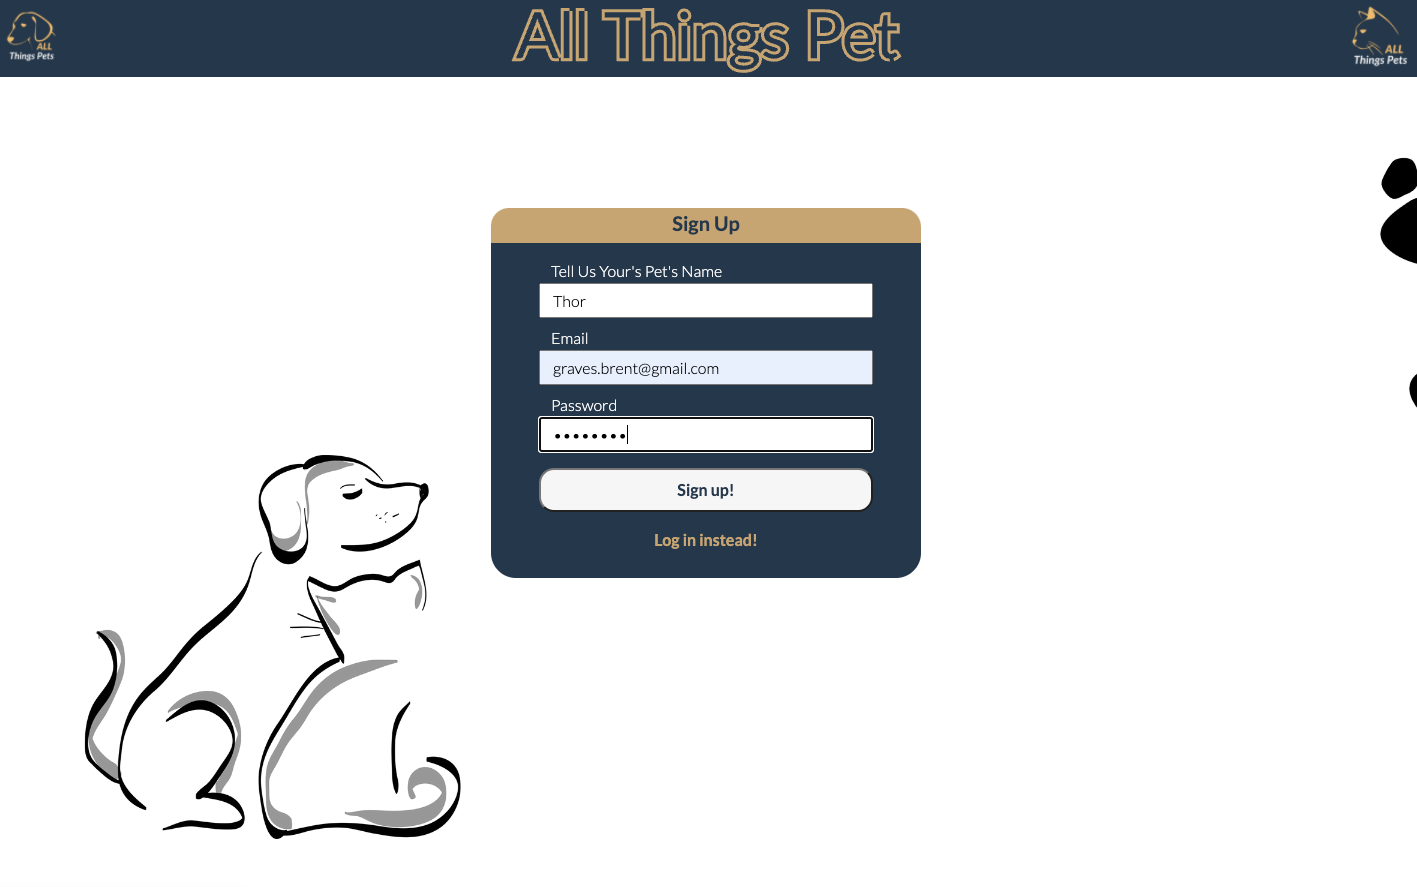 ALL
Things Pets
All Things Pet
ALL
Things Pets
Sign Up
Tell Us Your's Pet's Name
Thor
Email
graves.brent@gmail.com
Password
••••••••
Sign up!
Log in instead!